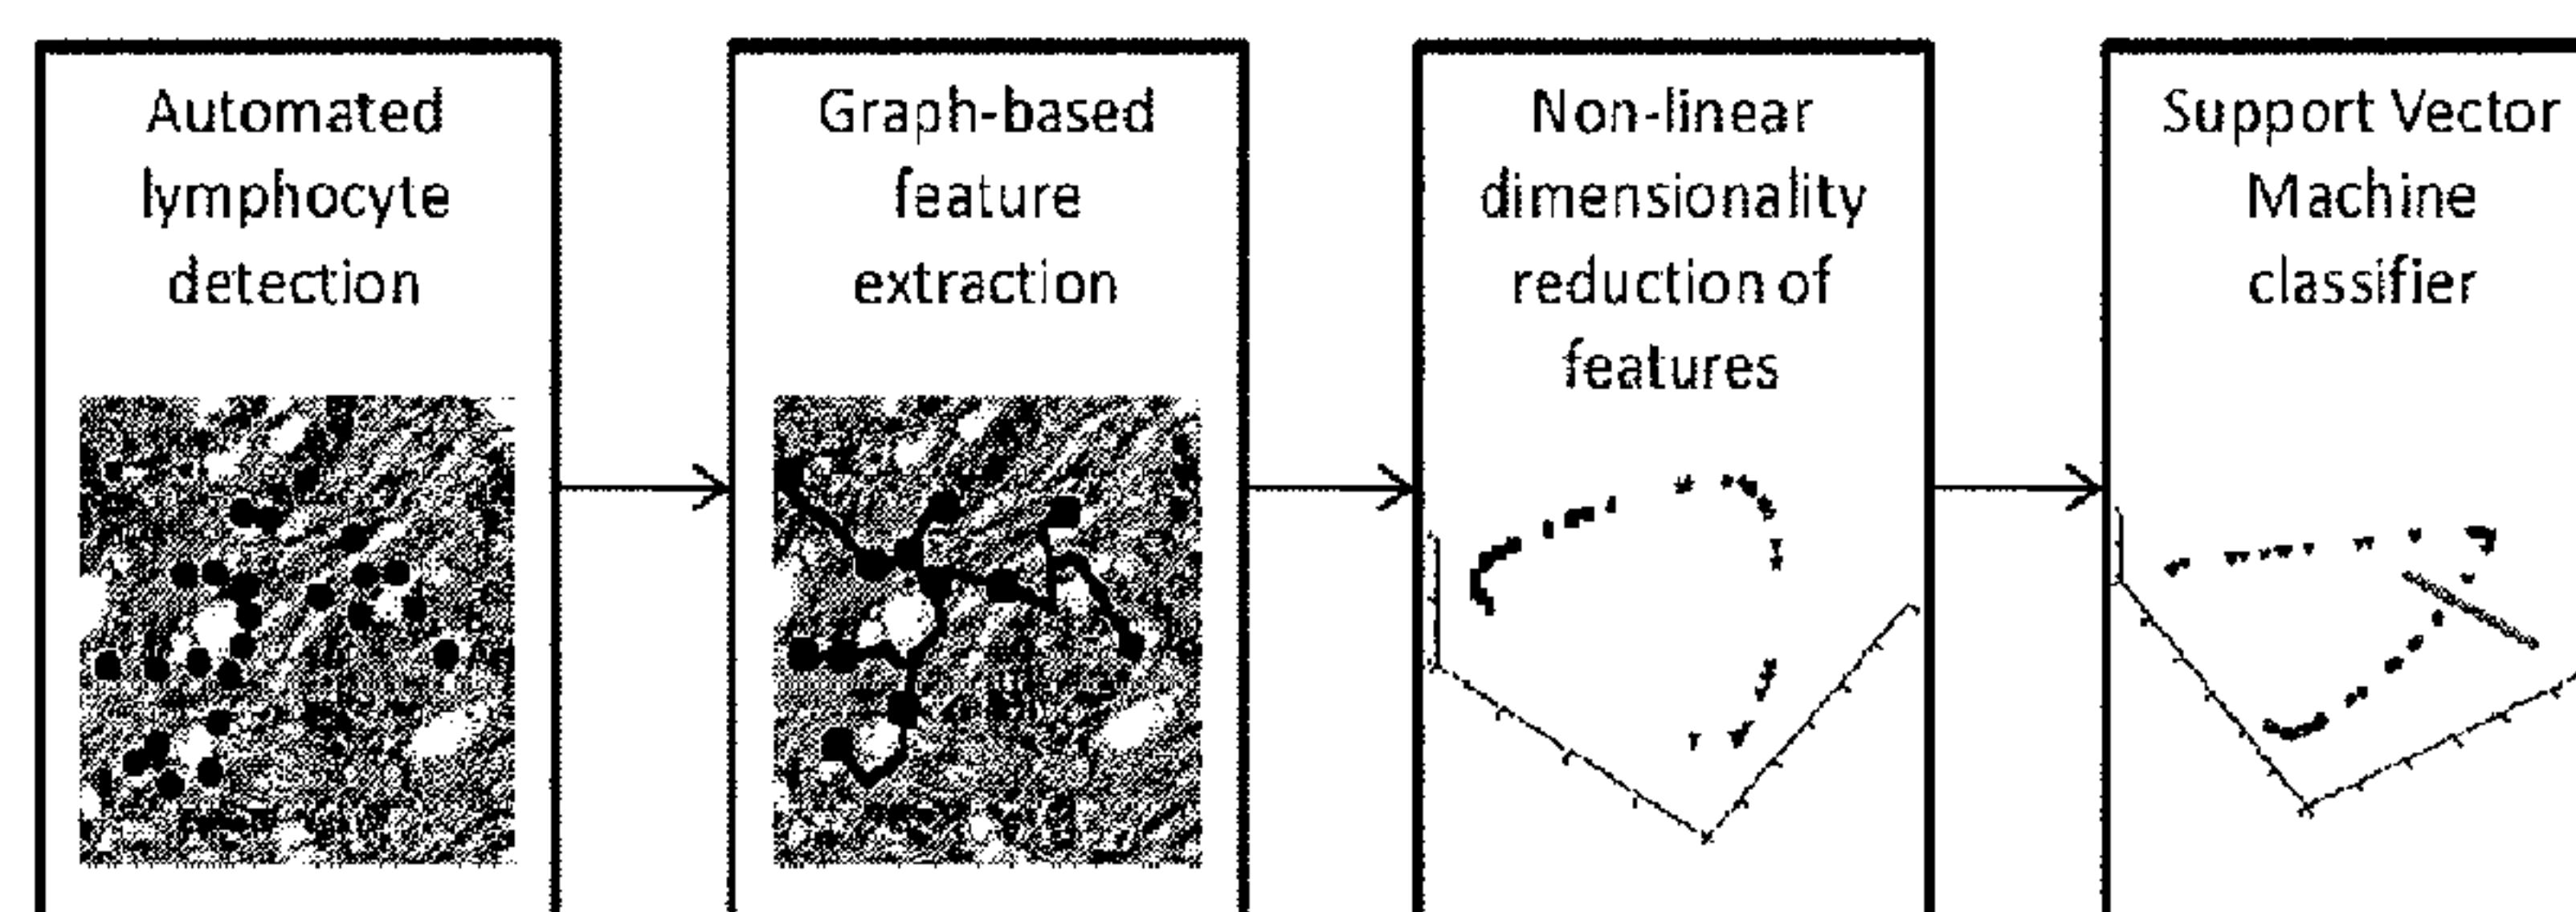 Automated
lymphocyte
detection
Graph-based
feature
extraction
Non-linear
dimensionality
reduction of
features
Support Vector
Machine
classifier